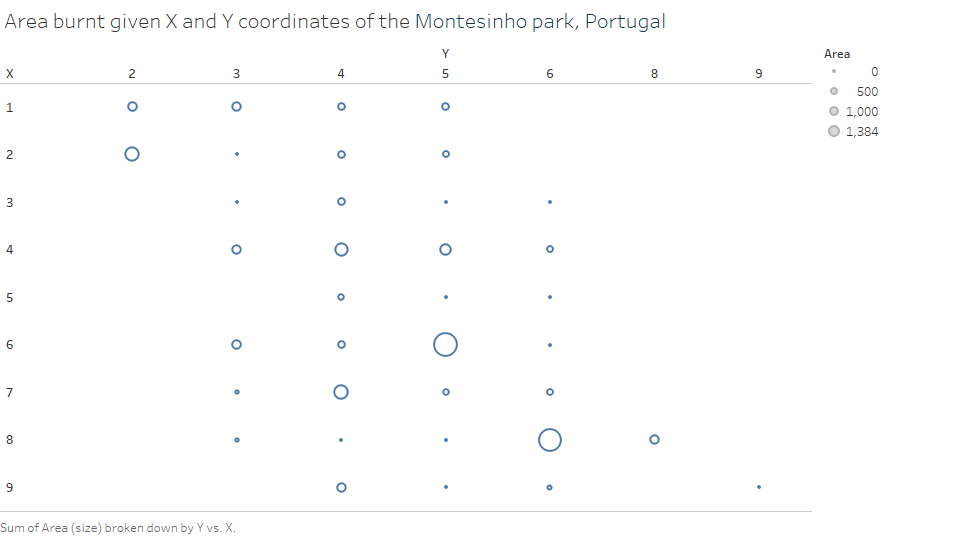 Area burnt given X and Y coordinates of the Montesinho park, Portugal
Y
X 2 3 4 5 6 8 9
1
2
3
4
5
6
7
8
9
Area
0
500
1,000
1,384
Sum of Area (size) broken down by Y vs. X.